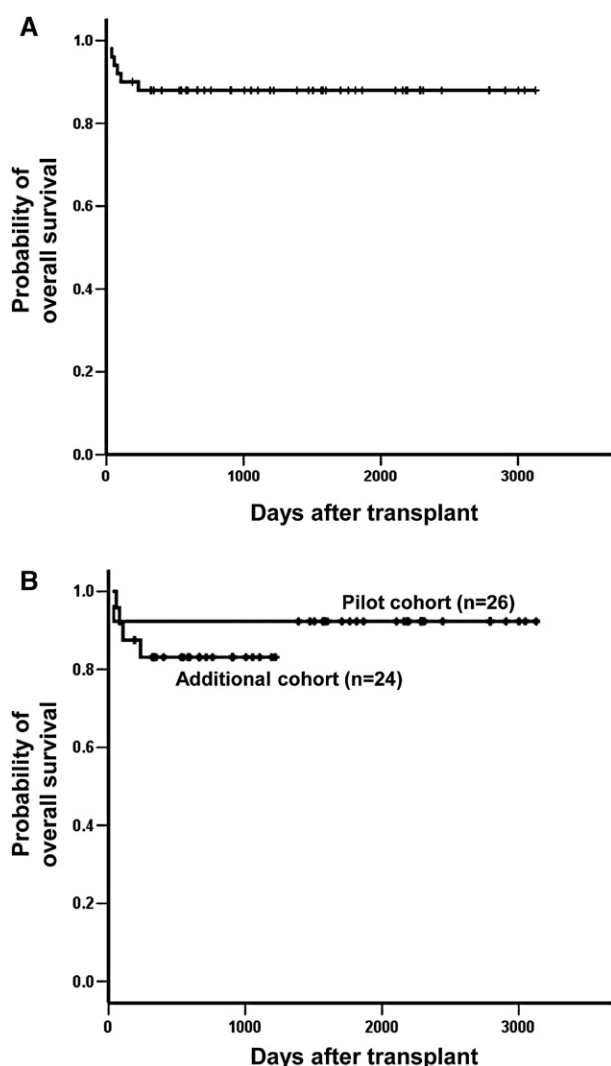 A
1.0
0.8
0.6
0.4
0.2
0.0
Probability of
overall survival
0 1000 2000 3000
Days after transplant
B
1.0
0.8
0.6
0.4
0.2
0.0
Probability of
overall survival
Pilot cohort (n=26)
Additional cohort (n=24)
0 1000 2000 3000
Days after transplant